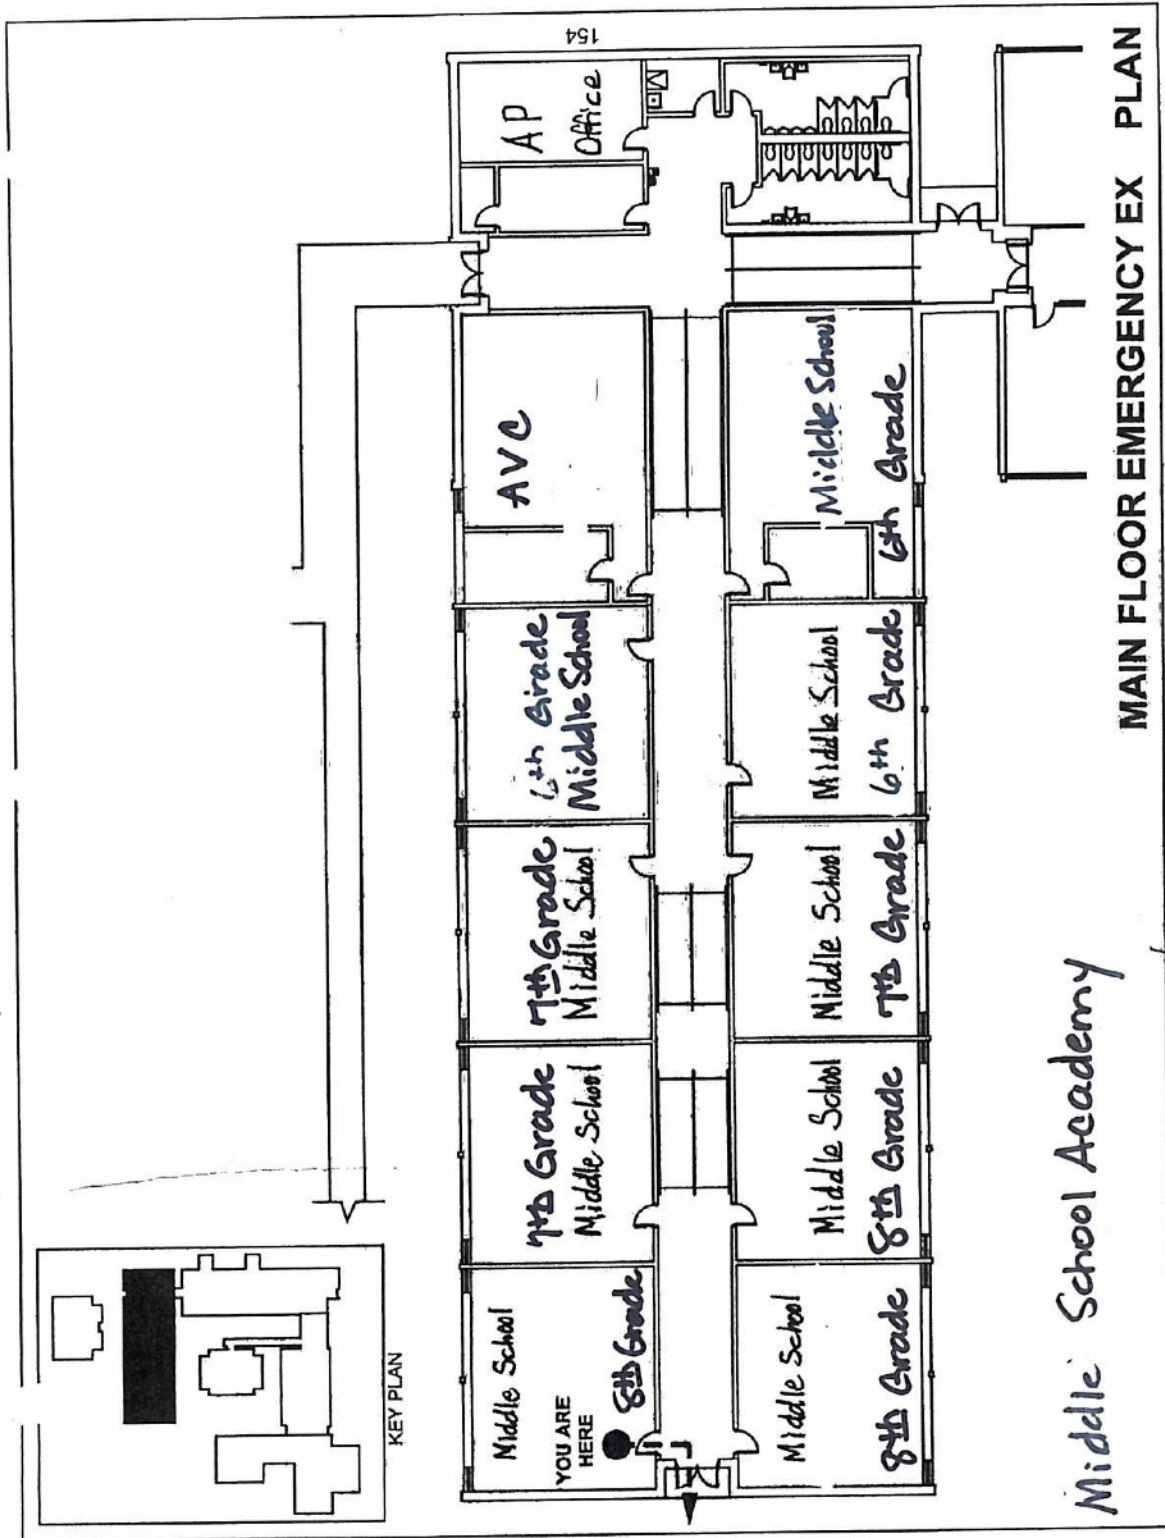 154
AP
Office
AVC
6th Grade
Middle School
7th Grade
Middle School
7th Grade
Middle School
Middle School
8th Grade
YOU ARE
HERE
Middle School
6th Grade
Middle School
6th Grade
Middle School
7th Grade
Middle School
8th Grade
Middle School
8th Grade
KEY PLAN
Middle School Academy
MAIN FLOOR EMERGENCY EX PLAN